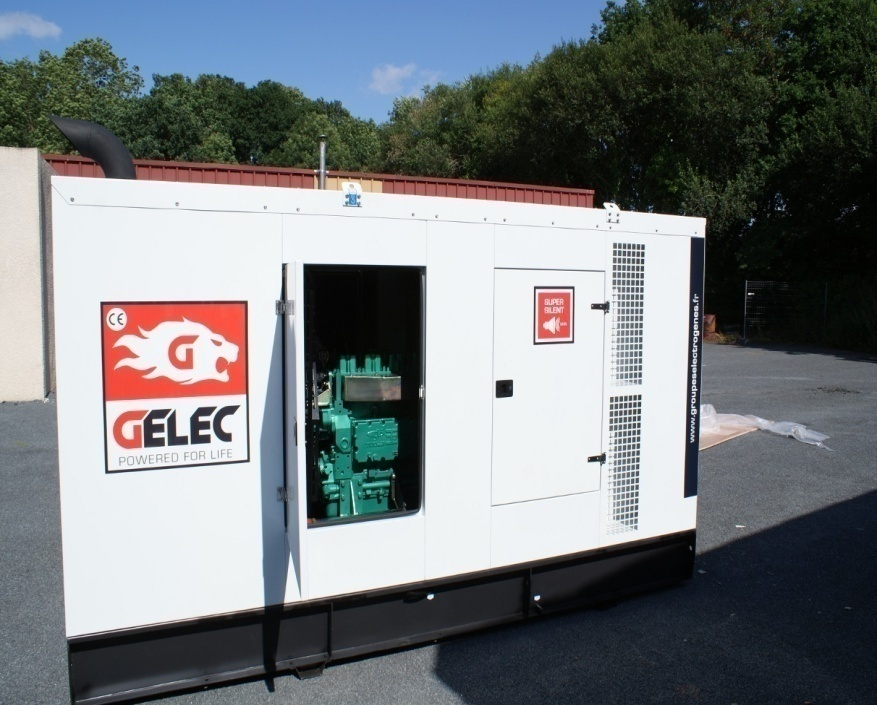 CE
G
GELEC
POWERED FOR LIFE
SUPER
SILENT
www.groupeselectrogenes.fr